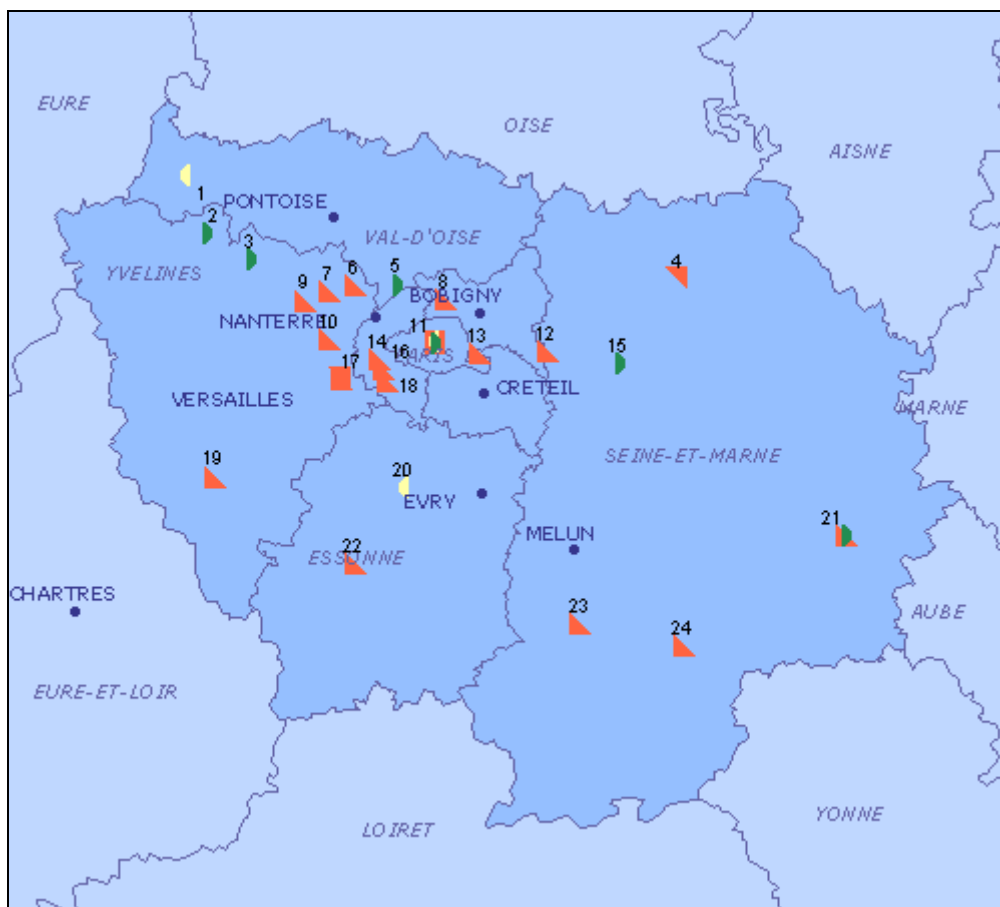 EURE
OISE
AISNE
1
PONTOISE
2
VAL-D'OISE
3
YVELINES
4
5
6
7
8
9
BOBIGNY
NANTERRE
10
11
12
13
14
PARIS
15
16
17
18
CRETEIL
VERSAILLES
MARNE
SEINE-ET-MARNE
19
20
EVRY
21
MELUN
22
ESSONNE
CHARTRES
23
AUBE
24
EURE-ET-LOIR
LOIRET
YONNE